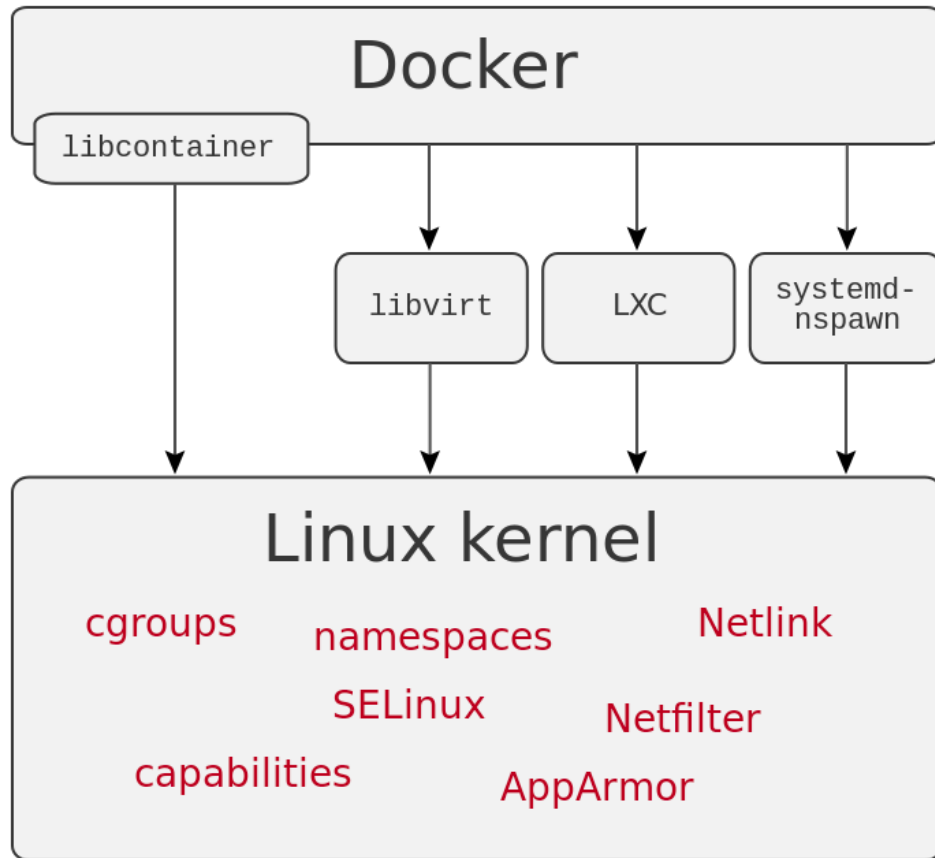 Docker
libcontainer
libvirt
LXC
systemd-
nspawn
Linux kernel
cgroups
namespaces
Netlink
SELinux
Netfilter
capabilities
AppArmor